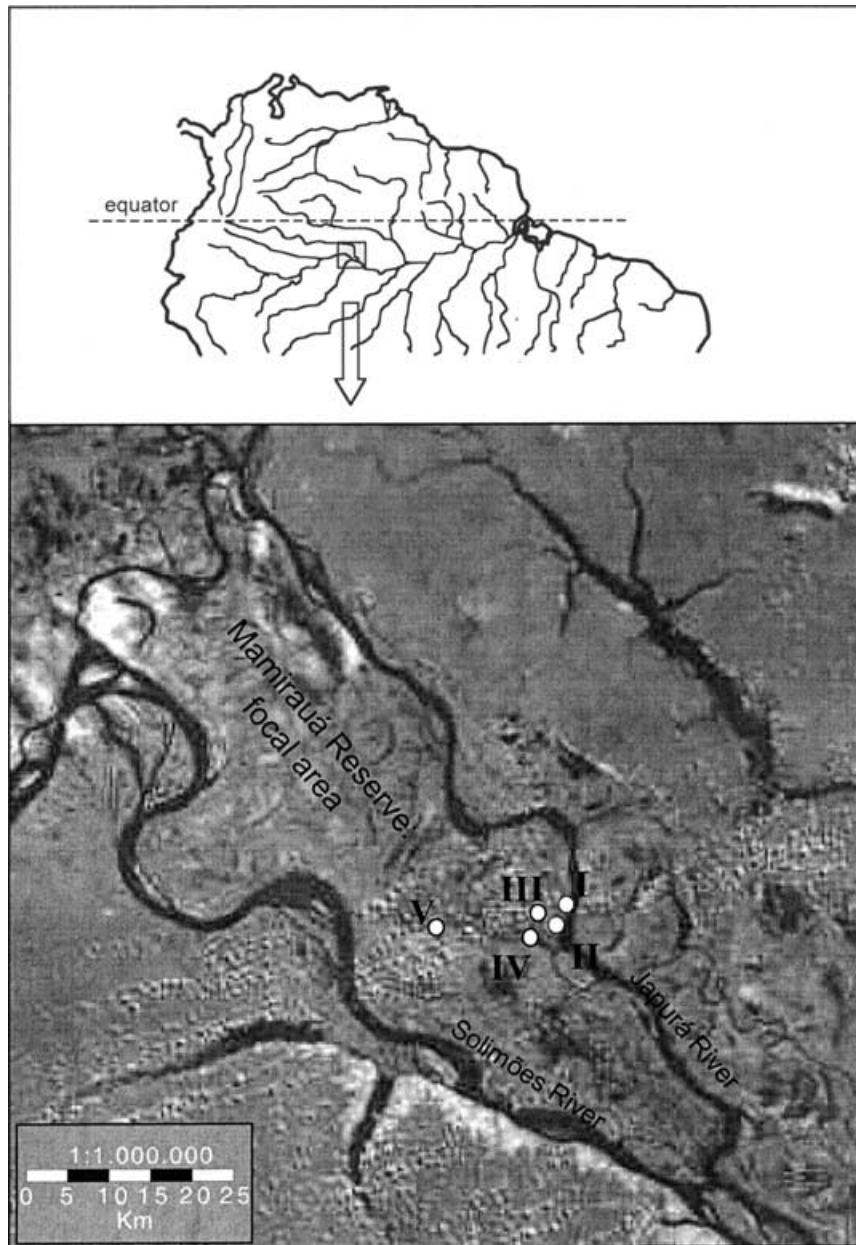 equator
Mamirauá Reserve
focal area
I
III
V
II
IV
Japurá River
Solimões River
1:1.000.000
0 5 10 15 20 25
Km